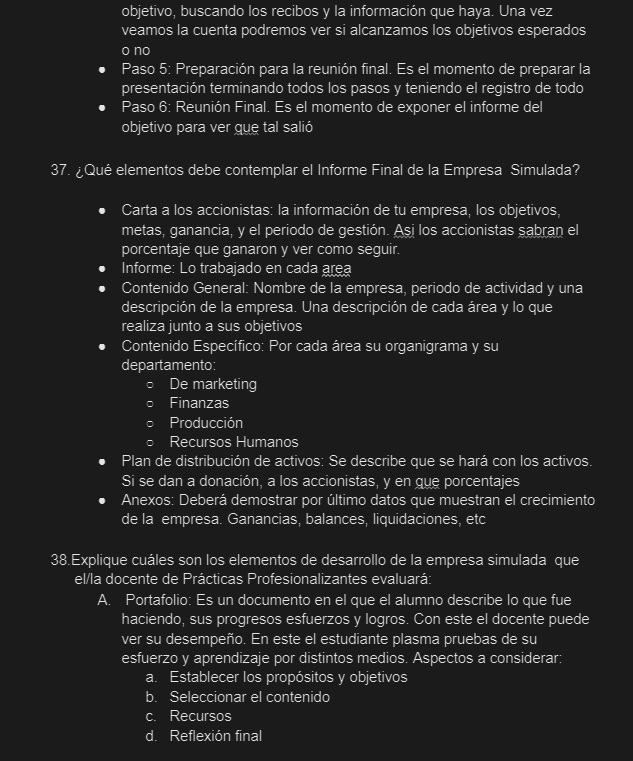 objetivo, buscando los recibos y la información que haya. Una vez
veamos la cuenta podremos ver si alcanzamos los objetivos esperados
o no
● Paso 5: Preparación para la reunión final. Es el momento de preparar la
presentación terminando todos los pasos y teniendo el registro de todo
● Paso 6: Reunión Final. Es el momento de exponer el informe del
objetivo para ver que tal salió
37. ¿Qué elementos debe contemplar el Informe Final de la Empresa Simulada?
● Carta a los accionistas: la información de tu empresa, los objetivos,
metas, ganancia, y el periodo de gestión. Asi los accionistas sabran el
porcentaje que ganaron y ver como seguir.
● Informe: Lo trabajado en cada area
● Contenido General: Nombre de la empresa, periodo de actividad y una
descripción de la empresa. Una descripción de cada área y lo que
realiza junto a sus objetivos
● Contenido Específico: Por cada área su organigrama y su
departamento:
○ De marketing
○ Finanzas
○ Producción
○ Recursos Humanos
● Plan de distribución de activos: Se describe que se hará con los activos.
Si se dan a donación, a los accionistas, y en que porcentajes
● Anexos: Deberá demostrar por último datos que muestran el crecimiento
de la empresa. Ganancias, balances, liquidaciones, etc
38.Explique cuáles son los elementos de desarrollo de la empresa simulada que
el/la docente de Prácticas Profesionalizantes evaluará:
A. Portafolio: Es un documento en el que el alumno describe lo que fue
haciendo, sus progresos esfuerzos y logros. Con este el docente puede
ver su desempeño. En este el estudiante plasma pruebas de su
esfuerzo y aprendizaje por distintos medios. Aspectos a considerar:
a. Establecer los propósitos y objetivos
b. Seleccionar el contenido
c. Recursos
d. Reflexión final